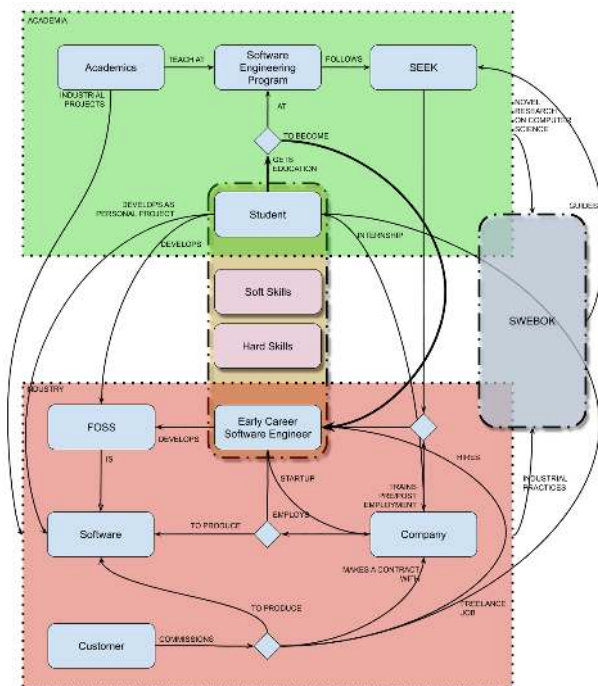 ACADEMIA
Academics
TEACH AT
Software
Engineering
Program
FOLLOWS
SEEK
INDUSTRIAL
PROJECTS
AT
NOVEL
RESEARCH
ON COMPUTER
SCIENCE
TO BECOME
GETS
EDUCATION
DEVELOPS AS
PERSONAL PROJECT
Student
GUIDES
DEVELOPS
INTERNSHIP
Soft Skills
SWEBOK
Hard Skills
INDUSTRY
FOSS
DEVELOPS
Early Career
Software Engineer
HIRES
IS
STARTUP
TRAINS
PRE/POST
EMPLOYMENT
INDUSTRIAL
PRACTICES
Software
TO PRODUCE
EMPLOYS
Company
MAKES A CONTRACT
WITH
TO PRODUCE
FREELANCE
JOB
Customer
COMMISSIONS